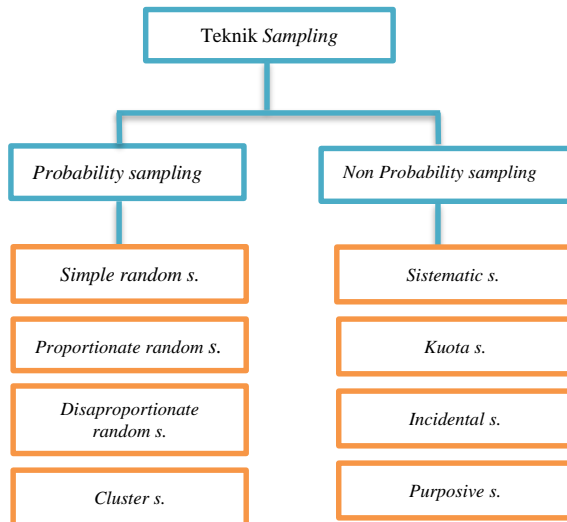 Teknik Sampling
Probability sampling
Non Probability sampling
Simple random s.
Proportionate random s.
Disaproportionate
random s.
Cluster s.
Sistematic s.
Kuota s.
Incidental s.
Purposive s.